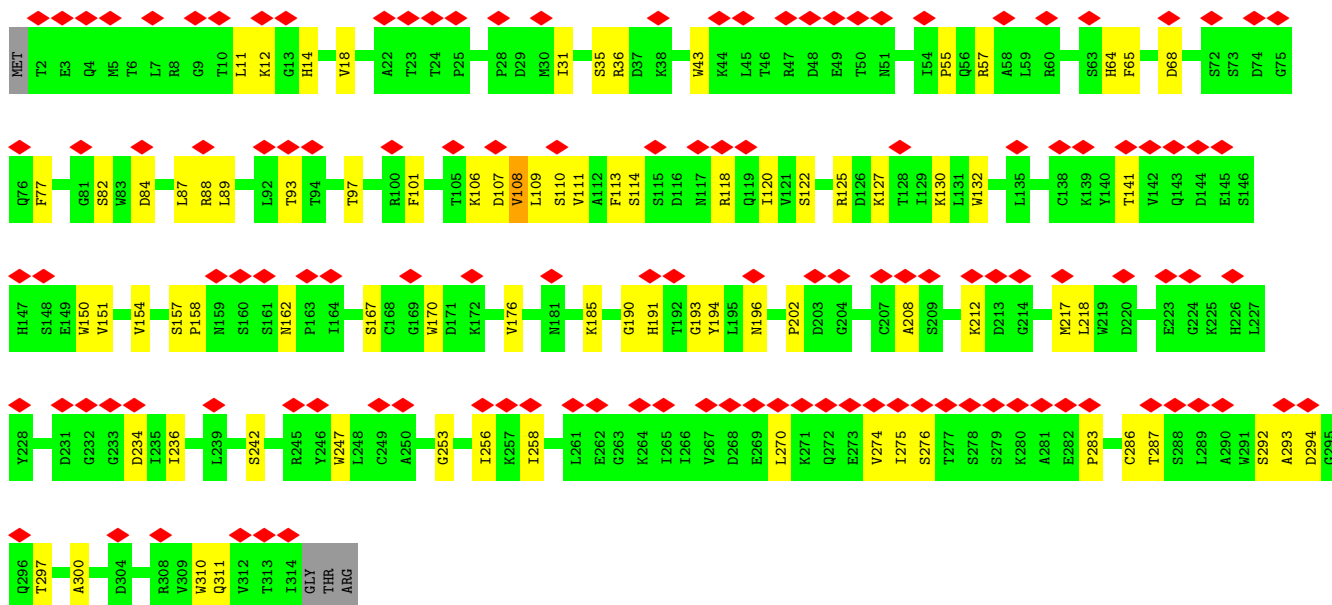 MET T2 E3 Q4 M5 T6 L7 R8 G9 T10 L11 K12 G13 H14 V18 A22 T23 T24 P25 P28 D29 M30 I31 S35 R36 D37 K38 W43 K44 L45 T46 R47 D48 E49 T50 N51 I54 P55 Q56 R57 A58 L59 R60 S63 H64 F65 D68 S72 S73 D74 G75
Q76 F77 G81 S82 W83 D84 L87 R88 L89 L92 T93 T94 T97 R100 F101 T105 K106 D107 V108 L109 S110 V111 A112 F113 S114 S115 D116 N117 R118 Q119 I120 V121 S122 R125 D126 K127 T128 I129 K130 L131 W132 L135 C138 K139 Y140 T141 V142 Q143 D144 E145 S146
H147 S148 E149 W150 V151 V154 S157 P158 N159 S160 S161 N162 P163 I164 S167 C168 G169 W170 D171 K172 V176 N181 K185 G190 H191 T192 G193 Y194 L195 N196 P202 D203 G204 C207 A208 S209 K212 D213 G214 M217 L218 W219 D220 E223 G224 K225 H226 L227
Y228 D231 G232 G233 D234 I235 I236 L239 S242 R245 Y246 W247 L248 C249 A250 G253 I256 K257 I258 L261 E262 G263 K264 I265 I266 V267 D268 E269 L270 K271 Q272 E273 V274 I275 S276 T277 S278 S279 K280 A281 E282 P283 C286 T287 S288 L289 A290 W291 S292 A293 D294 G295
Q296 T297 A300 D304 R308 V309 W310 Q311 V312 T313 I314 GLY THR ARG